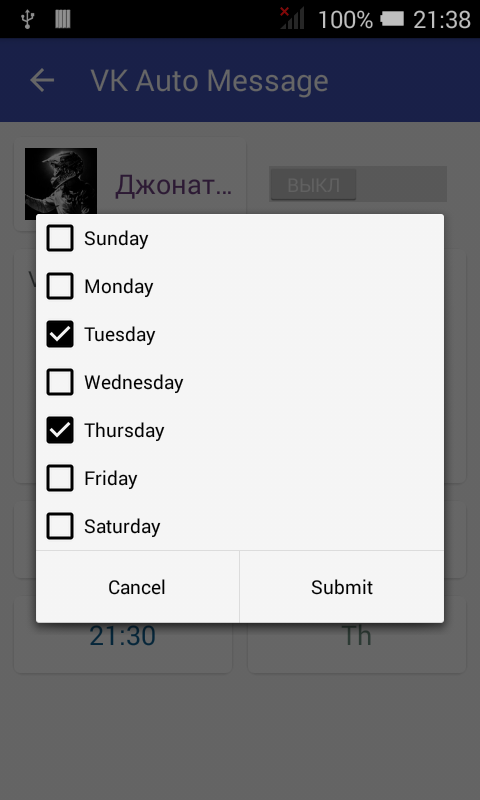 100% 21:38
VK Auto Message
Джонат...
ВЫКЛ
Sunday
Monday
Tuesday
Wednesday
Thursday
Friday
Saturday
Cancel Submit
21:30 Th